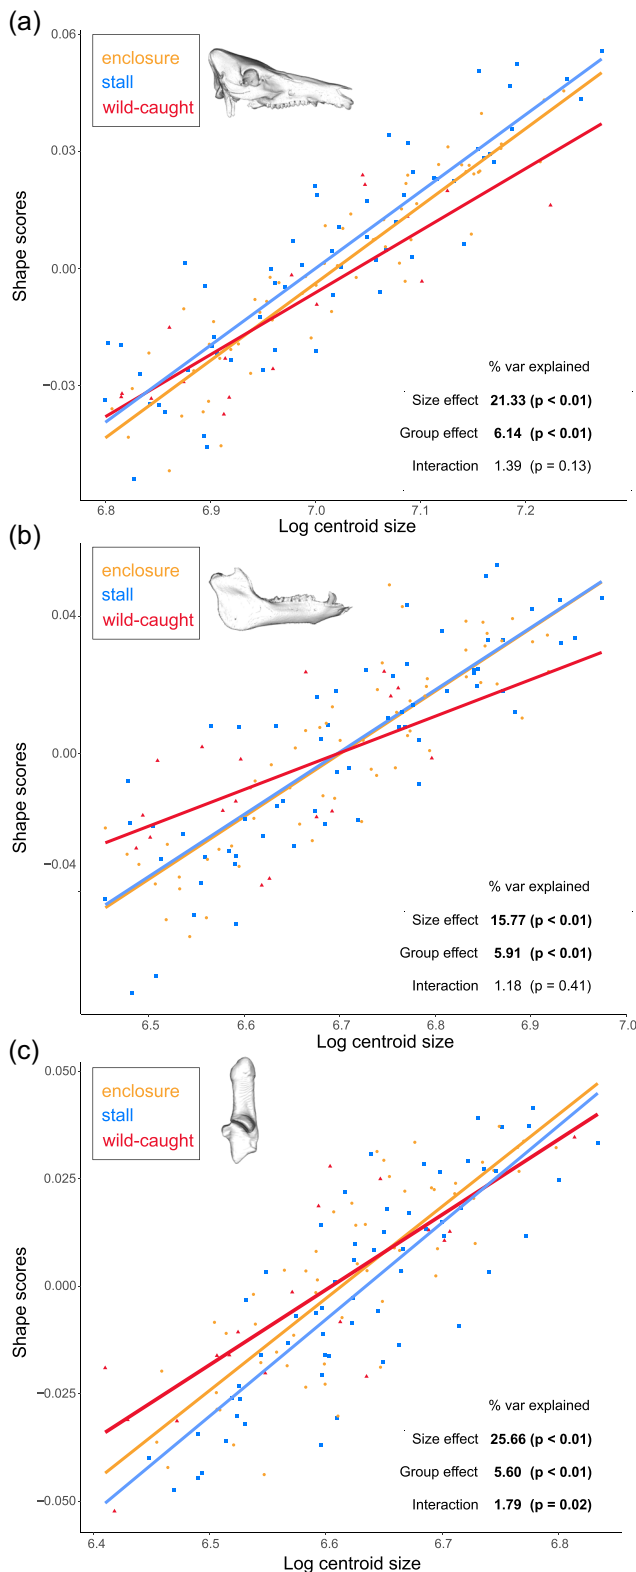 (a)
0.06
0.03
0.00
−0.03
Shape scores
enclosure
stall
wild-caught
% var explained
Size effect 21.33 (p < 0.01)
Group effect 6.14 (p < 0.01)
Interaction 1.39 (p = 0.13)
6.8 6.9 7.0 7.1 7.2
Log centroid size
(b)
0.04
0.00
−0.04
Shape scores
enclosure
stall
wild-caught
% var explained
Size effect 15.77 (p < 0.01)
Group effect 5.91 (p < 0.01)
Interaction 1.18 (p = 0.41)
6.5 6.6 6.7 6.8 6.9 7.0
Log centroid size
(c)
0.050
0.025
0.000
−0.025
−0.050
Shape scores
enclosure
stall
wild-caught
% var explained
Size effect 25.66 (p < 0.01)
Group effect 5.60 (p < 0.01)
Interaction 1.79 (p = 0.02)
6.4 6.5 6.6 6.7 6.8
Log centroid size